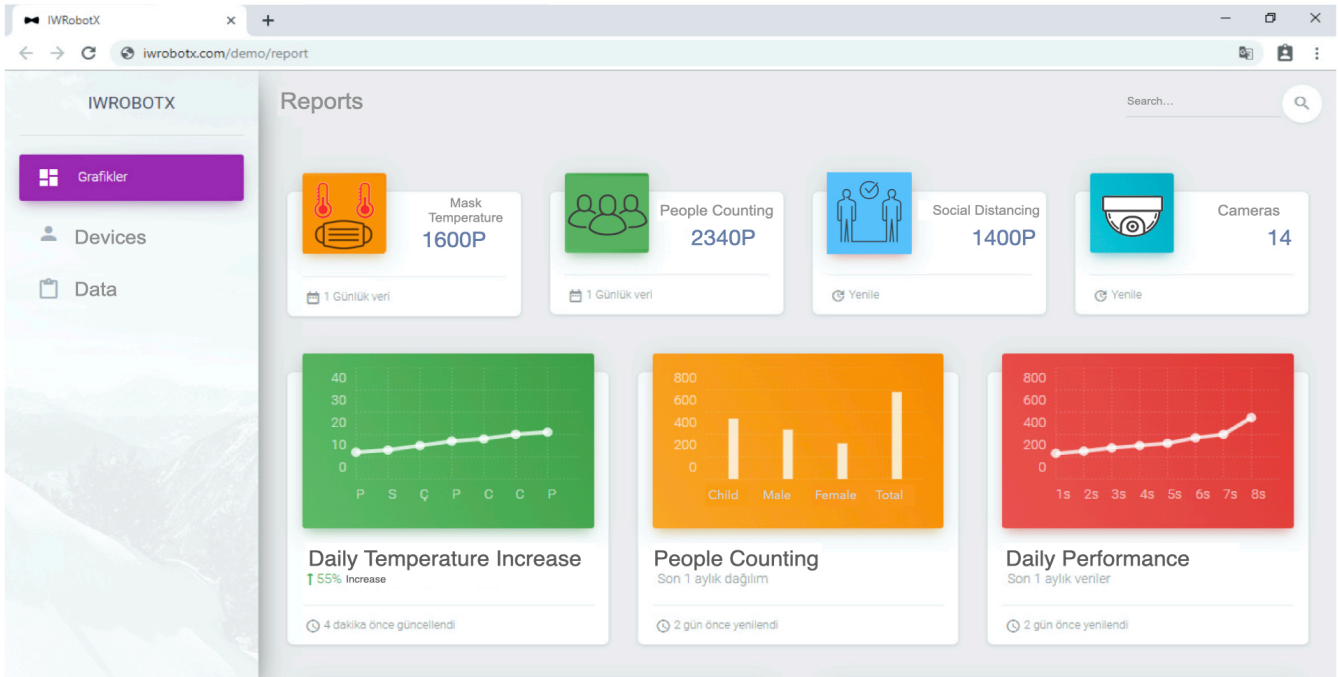 IWRobotX
iwrobotx.com/demo/report
IWROBOTX
Grafikler
Devices
Data
Reports
Search...
Mask
Temperature
1600P
1 Günlük veri
People Counting
2340P
1 Günlük veri
Social Distancing
1400P
Yenile
Cameras
14
Yenile
40
30
20
10
0
P S Ç P C C P
Daily Temperature Increase
55% Increase
4 dakika önce güncellendi
800
600
400
200
0
Child Male Female Total
People Counting
Son 1 aylık dağılım
2 gün önce yenilendi
800
600
400
200
0
1s 2s 3s 4s 5s 6s 7s 8s
Daily Performance
Son 1 aylık veriler
2 gün önce yenilendi